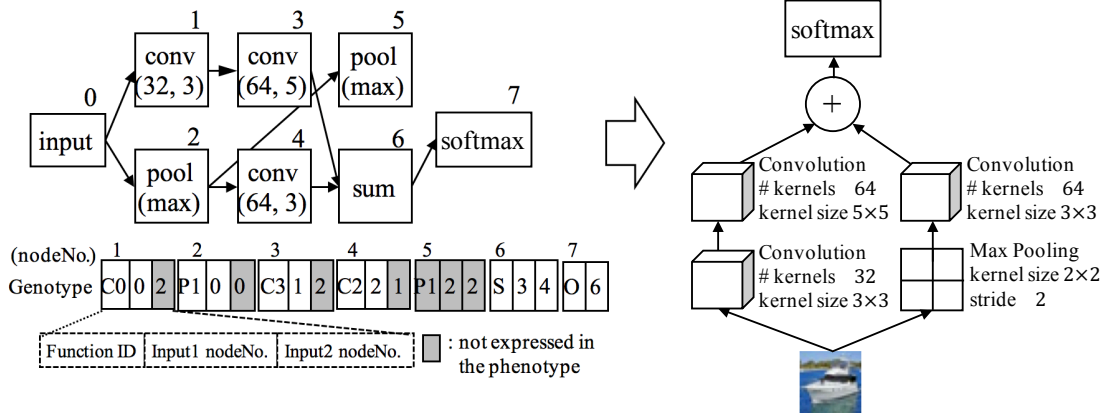 1 3 5
conv conv pool
(32, 3) (64, 5) (max)
0
input
2 4 6 7
pool conv sum softmax
(max) (64, 3)
(nodeNo.) 1 2 3 4 5 6 7
Genotype C0 0 2 P1 0 0 C3 1 2 C2 2 1 P1 2 2 S 3 4 O 6
Function ID Input1 nodeNo. Input2 nodeNo.
: not expressed in
the phenotype
softmax
+
Convolution
# kernels 64
kernel size 5×5
Convolution
# kernels 64
kernel size 3×3
Convolution
# kernels 32
kernel size 3×3
Max Pooling
kernel size 2×2
stride 2